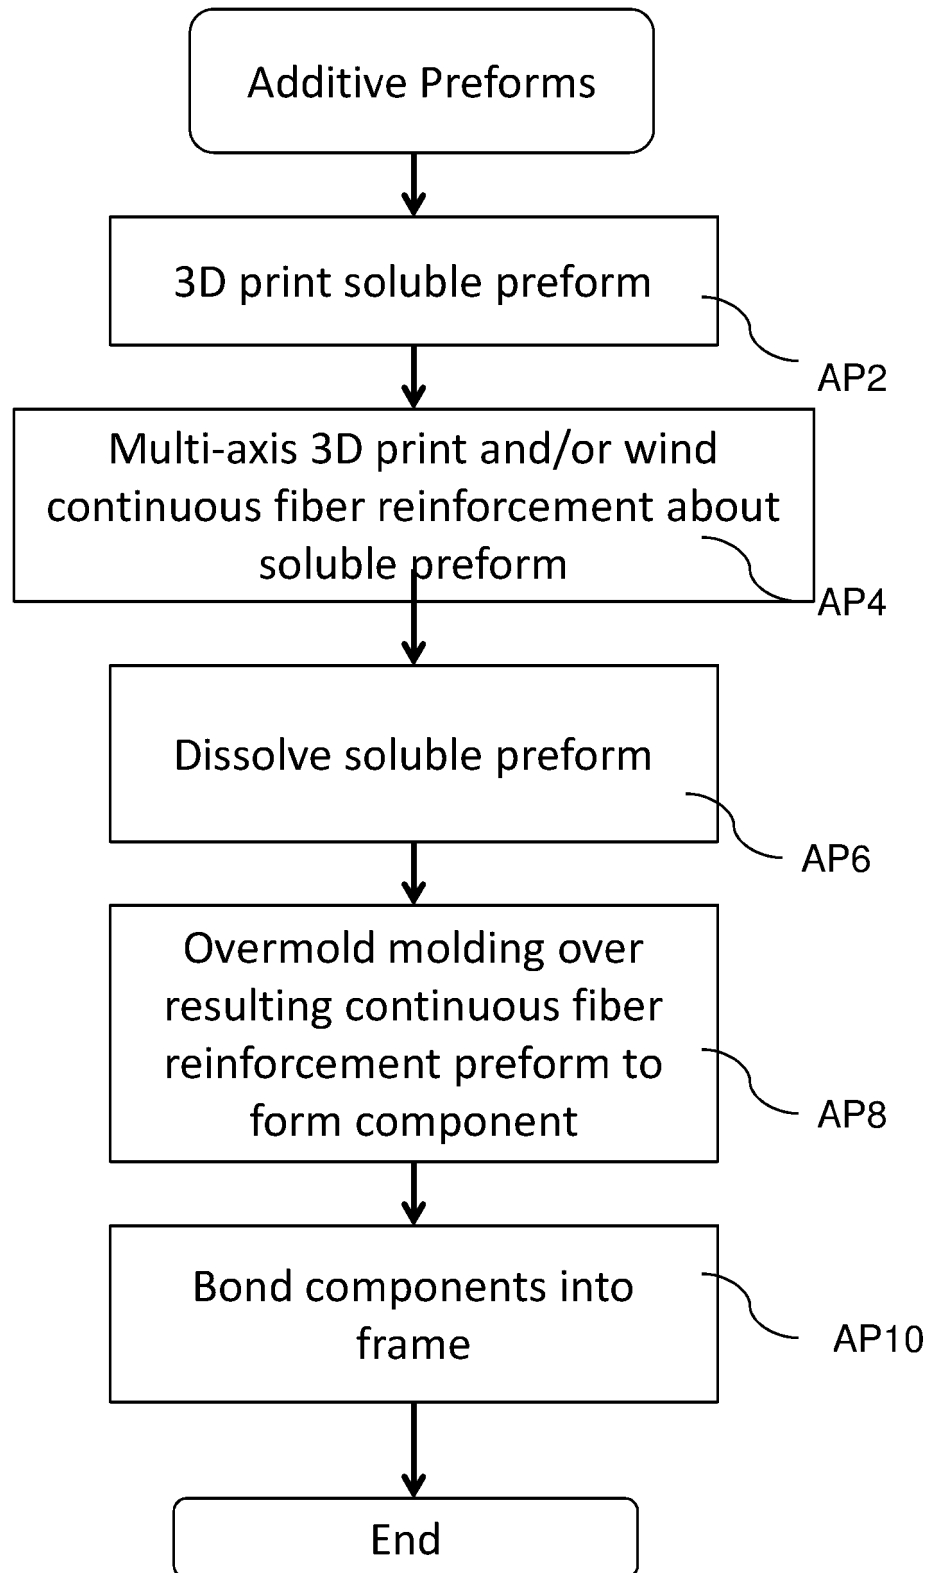 Additive Preforms
3D print soluble preform
AP2
Multi-axis 3D print and/or wind
continuous fiber reinforcement about
soluble preform
AP4
Dissolve soluble preform
AP6
Overmold molding over
resulting continuous fiber
reinforcement preform to
form component
AP8
Bond components into
frame
AP10
End